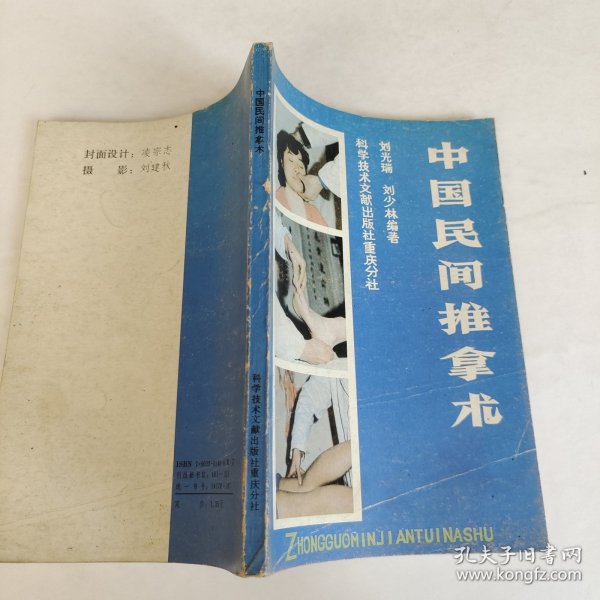 封面设计：凌宗志
摄　　影：刘建秋
ISBN
中国民间推拿术
科学技术文献出版社重庆分社
中国民间推拿术
刘光瑞 刘少林编著
科学技术文献出版社重庆分社
ZHONGGUOMINJIANTUINASHU
孔夫子旧书网
www.kongfz.com